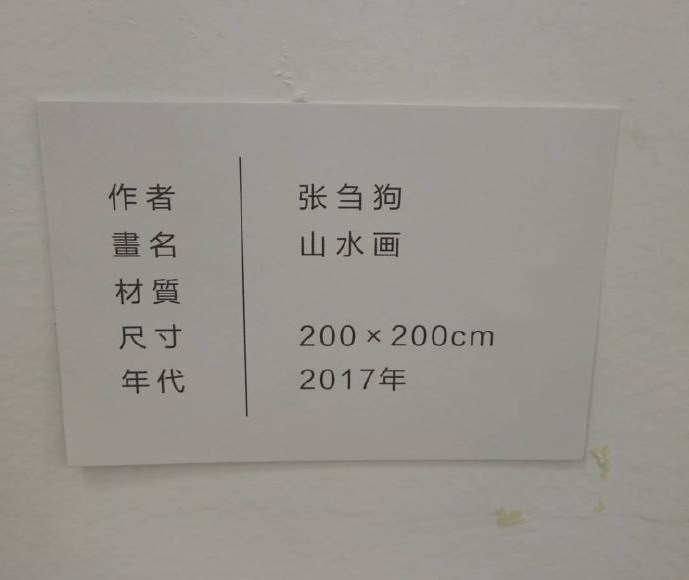 作者 张刍狗
畫名 山水画
材質
尺寸 200×200cm
年代 2017年